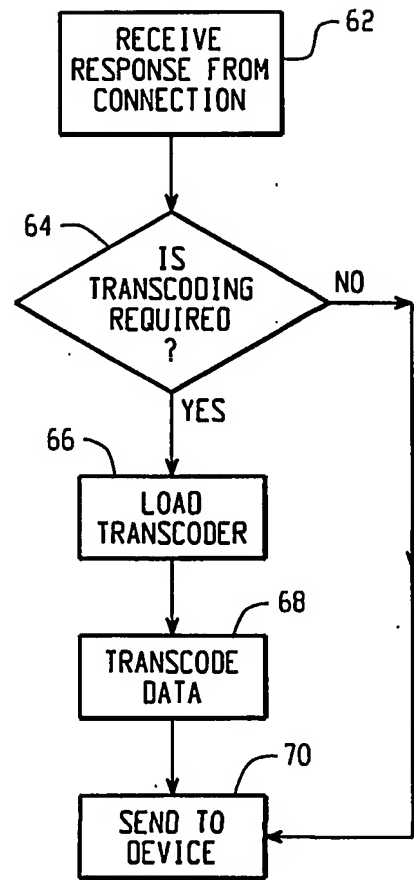 62
RECEIVE
RESPONSE FROM
CONNECTION
64
IS
TRANSCODING
REQUIRED
?
NO
YES
66
LOAD
TRANSCODER
68
TRANSCODE
DATA
70
SEND TO
DEVICE